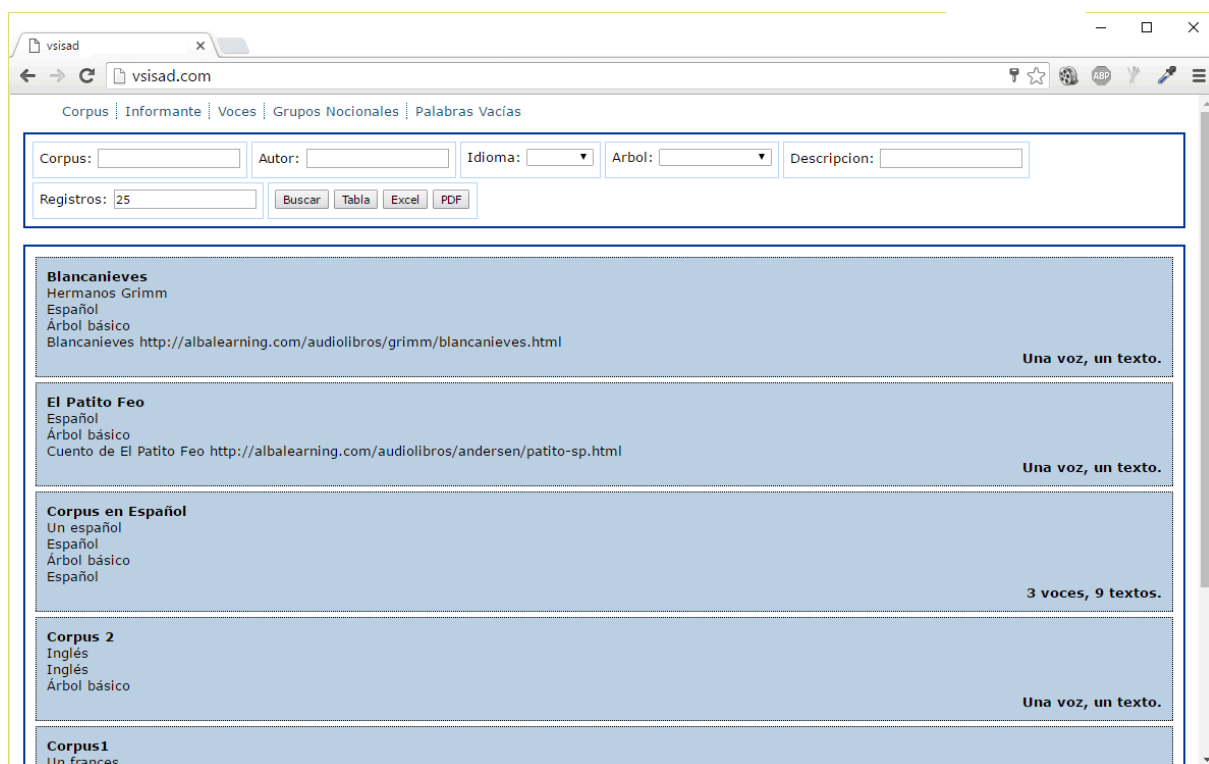 vsisad
vsisad.com
ABP
Corpus Informante Voces Grupos Nocionales Palabras Vacías
Corpus: Autor: Idioma: Arbol: Descripcion:
Registros: 25 Buscar Tabla Excel PDF
Blancanieves
Hermanos Grimm
Español
Árbol básico
Blancanieves http://albalearning.com/audiolibros/grimm/blancanieves.html
Una voz, un texto.
El Patito Feo
Español
Árbol básico
Cuento de El Patito Feo http://albalearning.com/audiolibros/andersen/patito-sp.html
Una voz, un texto.
Corpus en Español
Un español
Español
Árbol básico
Español
3 voces, 9 textos.
Corpus 2
Inglés
Inglés
Árbol básico
Una voz, un texto.
Corpus1
Un frances